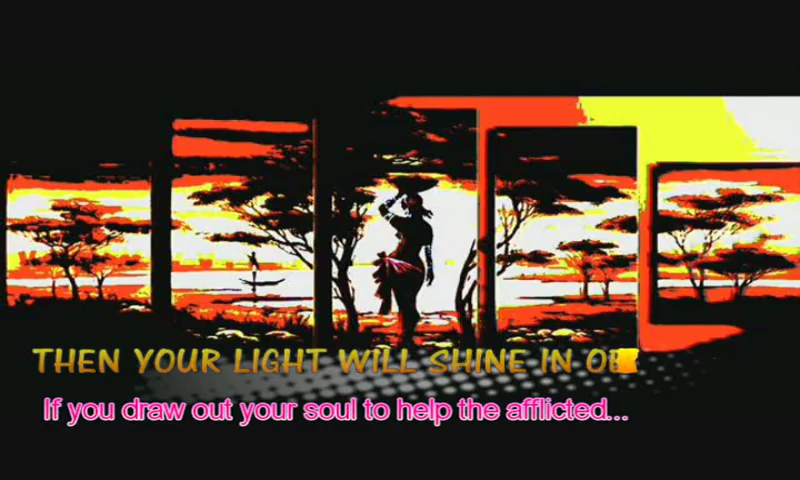 THEN YOUR LIGHT WILL SHINE IN
If you draw out your soul to help the afflicted...